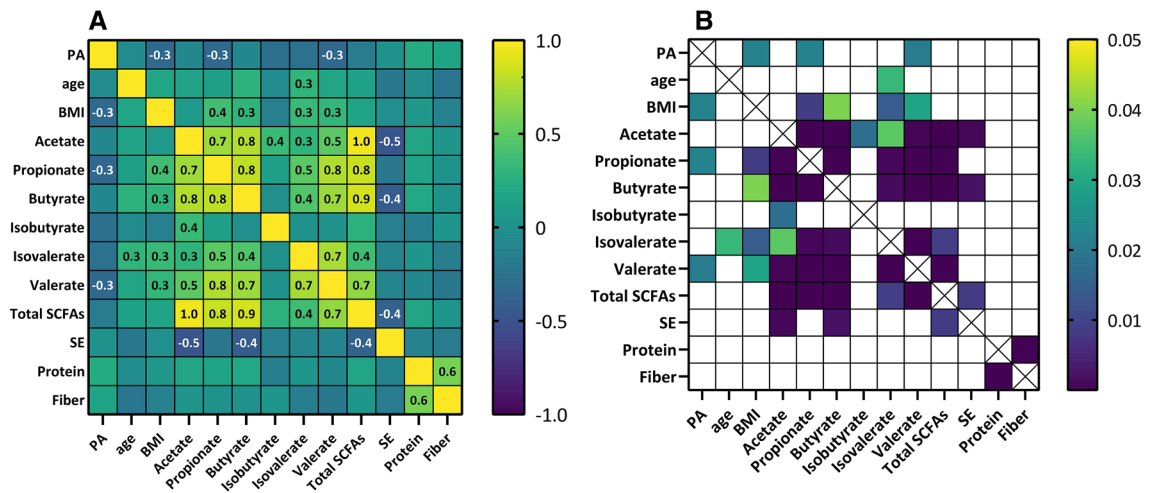 A
PA -0.3 -0.3 -0.3
age 0.3
BMI -0.3 0.4 0.3 0.3 0.3
Acetate 0.7 0.8 0.4 0.3 0.5 1.0 -0.5
Propionate -0.3 0.4 0.7 0.8 0.5 0.8 0.8
Butyrate 0.3 0.8 0.8 0.4 0.7 0.9 -0.4
Isobutyrate 0.4
Isovalerate 0.3 0.3 0.3 0.5 0.4 0.7 0.4
Valerate -0.3 0.3 0.5 0.8 0.7 0.7 0.7
Total SCFAs 1.0 0.8 0.9 0.4 0.7 -0.4
SE -0.5 -0.4 -0.4
Protein 0.6
Fiber 0.6
PA age BMI Acetate Propionate Butyrate Isobutyrate Isovalerate Valerate Total SCFAs SE Protein Fiber
1.0
0.5
0
-0.5
-1.0
B
PA
age
BMI
Acetate
Propionate
Butyrate
Isobutyrate
Isovalerate
Valerate
Total SCFAs
SE
Protein
Fiber
PA age BMI Acetate Propionate Butyrate Isobutyrate Isovalerate Valerate Total SCFAs SE Protein Fiber
0.05
0.04
0.03
0.02
0.01